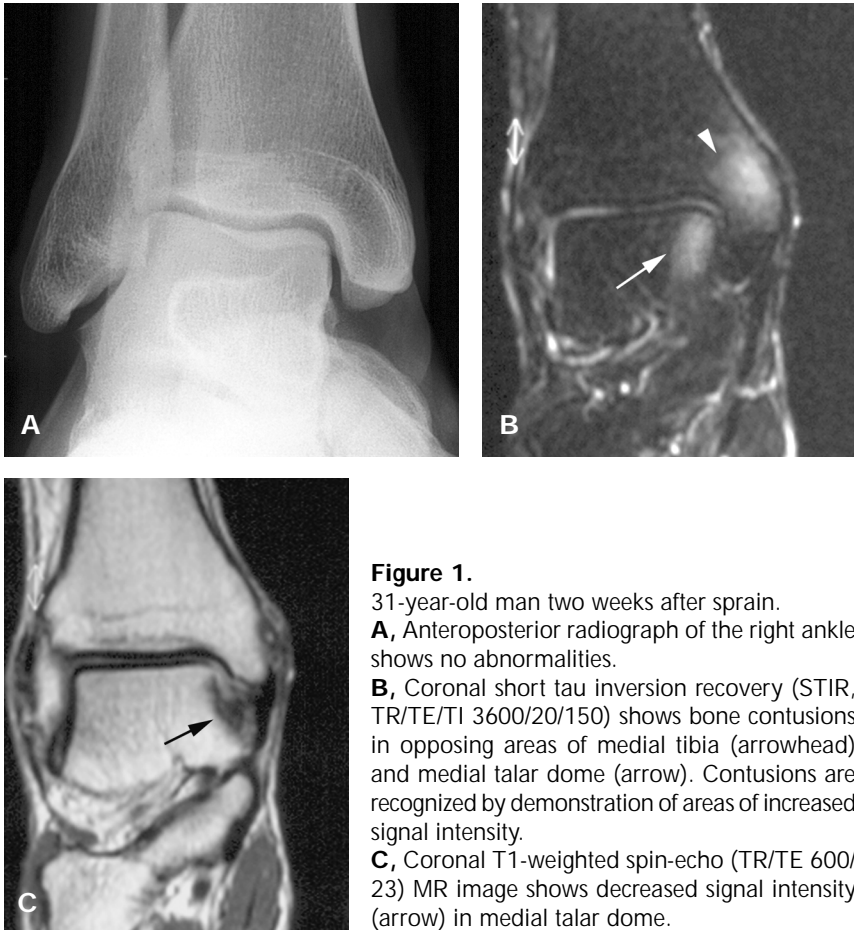 A
B
C
Figure 1.
31-year-old man two weeks after sprain.
A, Anteroposterior radiograph of the right ankle
shows no abnormalities.
B, Coronal short tau inversion recovery (STIR,
TR/TE/TI 3600/20/150) shows bone contusions
in opposing areas of medial tibia (arrowhead)
and medial talar dome (arrow). Contusions are
recognized by demonstration of areas of increased
signal intensity.
C, Coronal T1-weighted spin-echo (TR/TE 600/
23) MR image shows decreased signal intensity
(arrow) in medial talar dome.